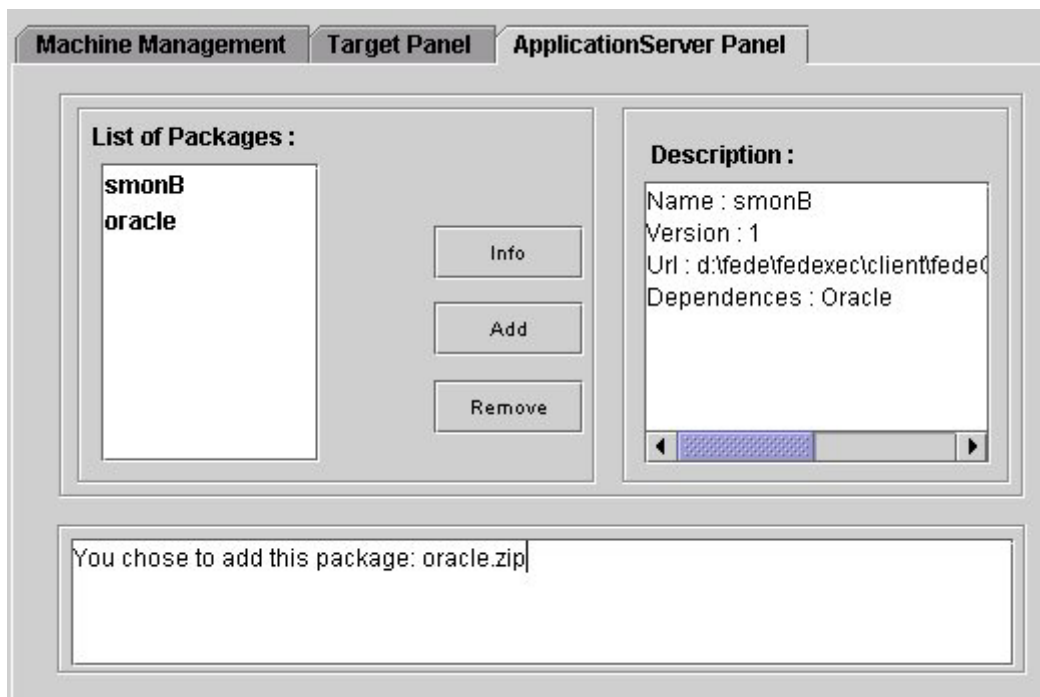 Machine Management
Target Panel
ApplicationServer Panel
List of Packages :
smonB
oracle
Info
Add
Remove
Description :
Name : smonB
Version : 1
Url : d:\fede\fedexec\client\fede
Dependences : Oracle
You chose to add this package: oracle.zip